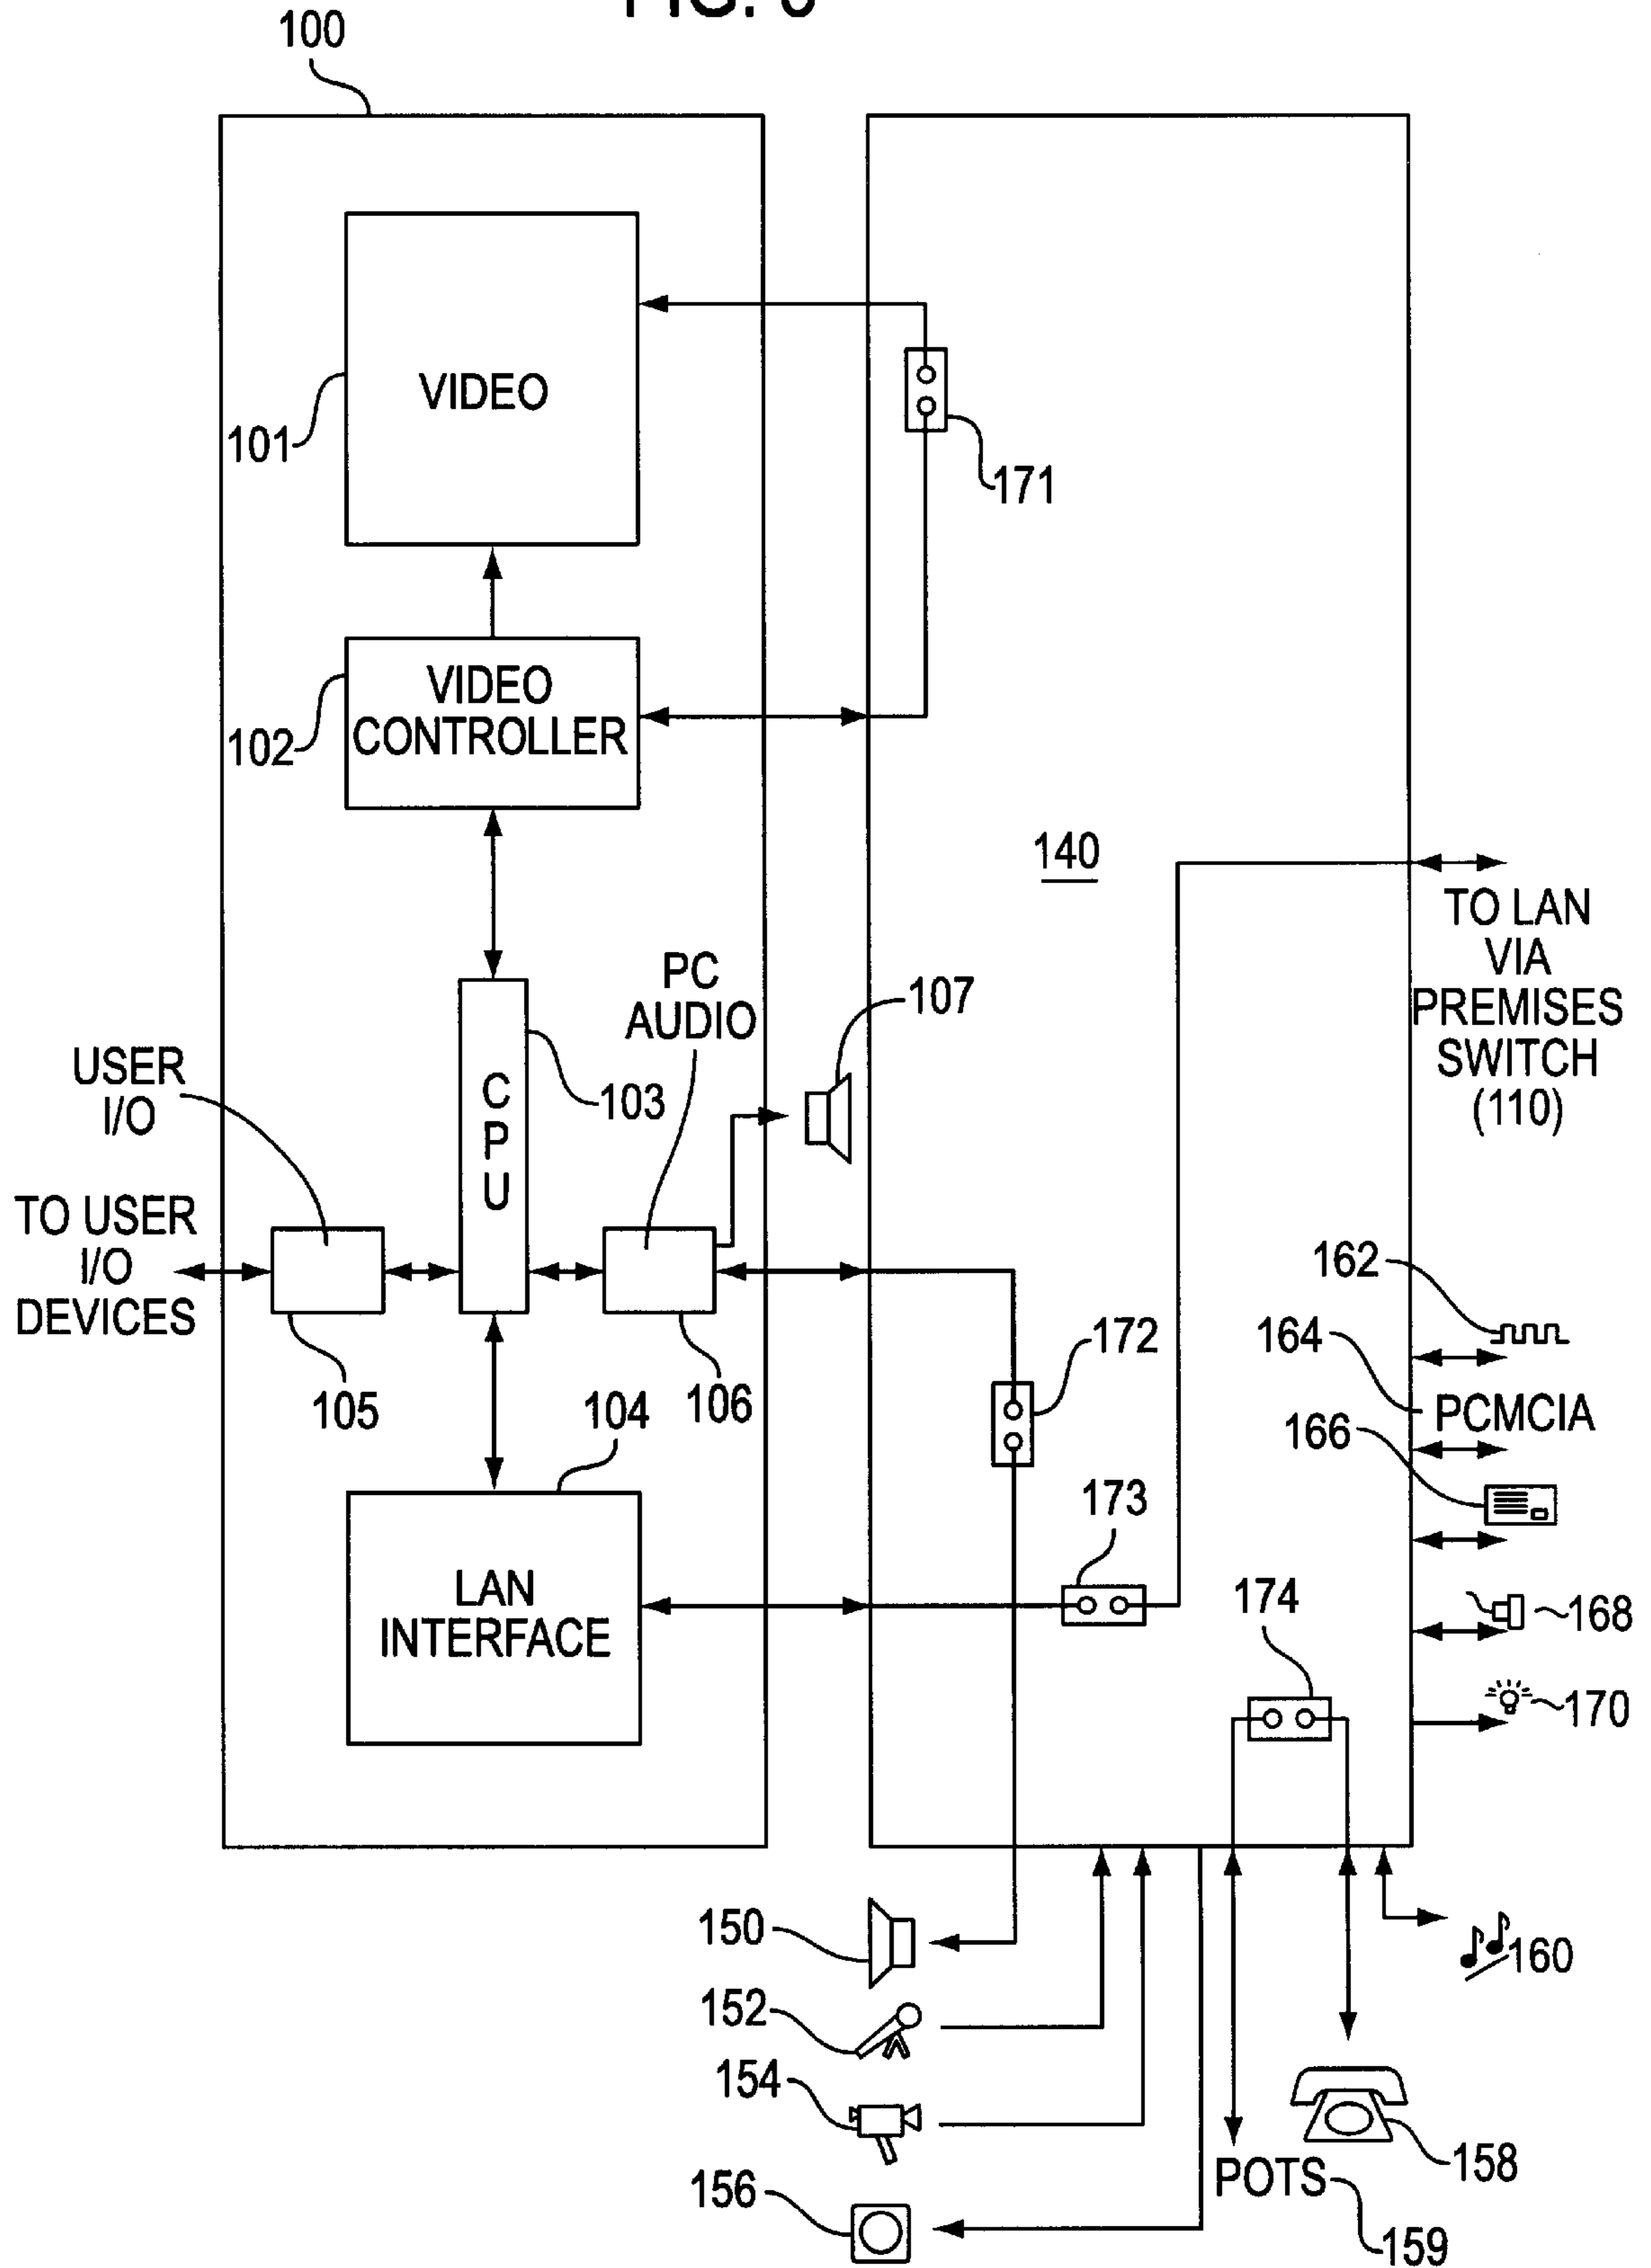 100
VIDEO
101
171
VIDEO
CONTROLLER
102
140
TO LAN
VIA
PREMISES
SWITCH
(110)
PC
AUDIO
107
USER
I/O
C
P
U
103
TO USER
I/O
DEVICES
162
172
164
PCMCIA
105
104
106
166
173
LAN
INTERFACE
174
168
170
150
160
152
154
158
POTS
156
159